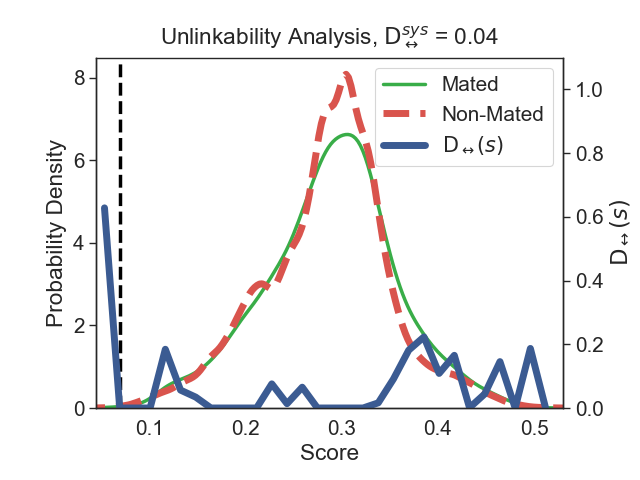 Unlinkability Analysis, D↔^sys = 0.04
Mated
Non-Mated
D↔(s)
Probability Density
8
6
4
2
0
1.0
0.8
0.6
0.4
0.2
0.0
D↔(s)
0.1 0.2 0.3 0.4 0.5
Score